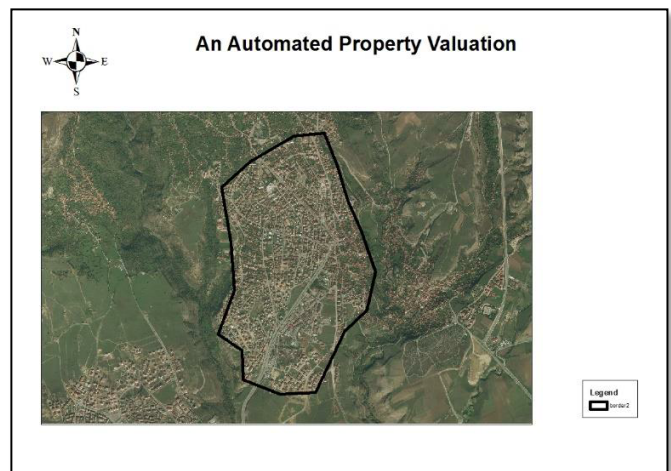 N
An Automated Property Valuation
W E
S
Legend
border2